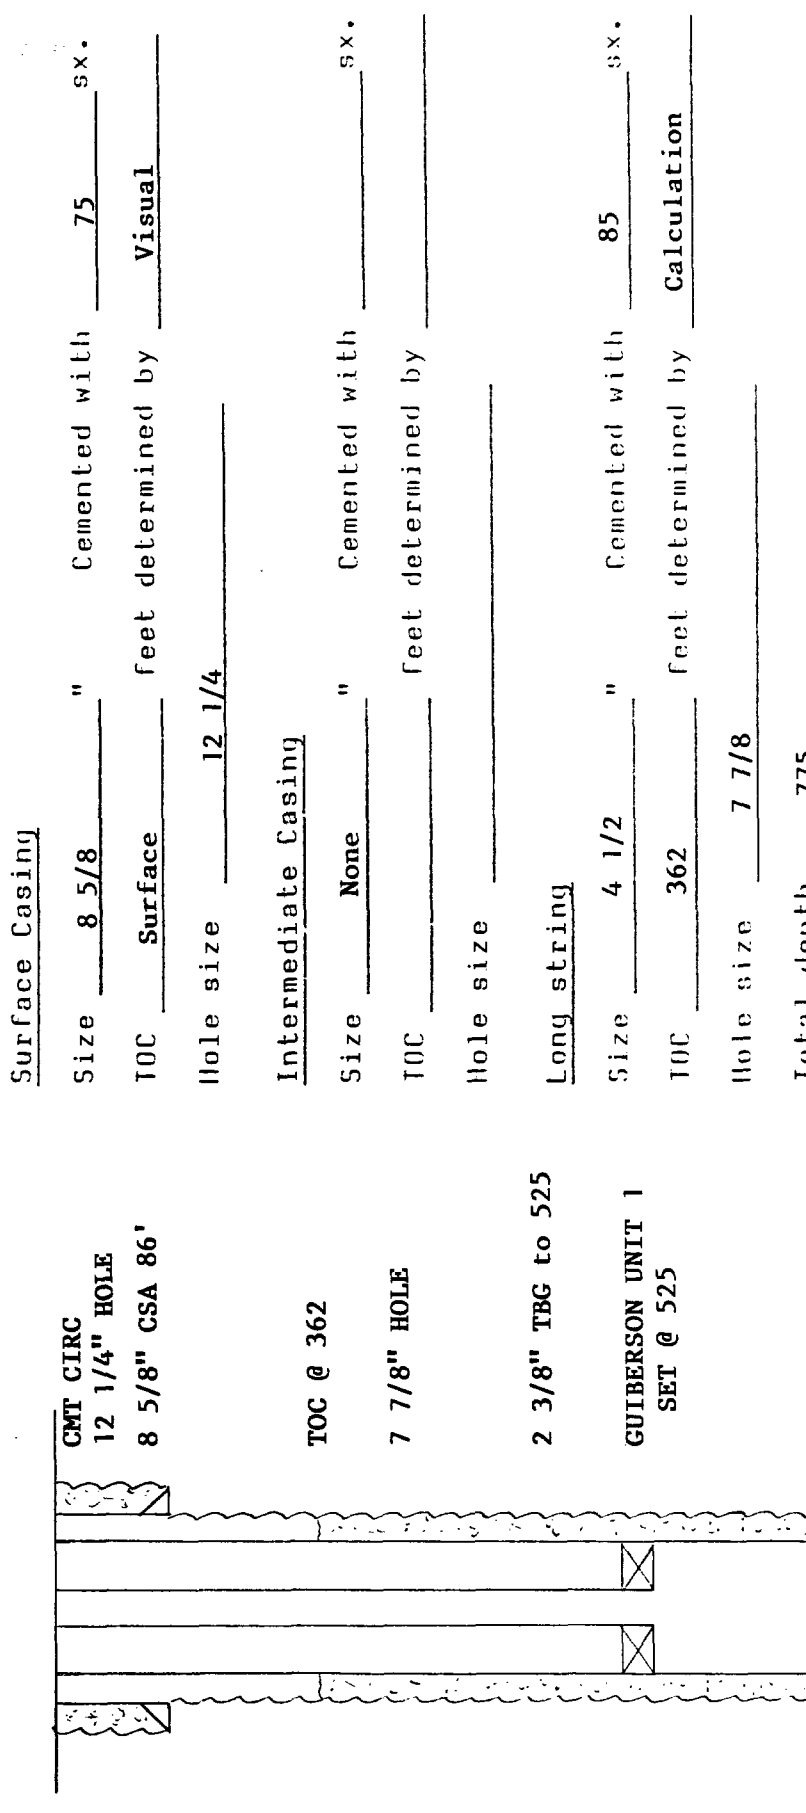 Surface Casing
Size 8 5/8 " Cemented with 75 sx.
TOC Surface feet determined by Visual
Hole size 12 1/4
Intermediate Casing
Size None " Cemented with sx.
TOC feet determined by
Hole size
Long string
Size 4 1/2 " Cemented with 85 sx.
TOC 362 feet determined by Calculation
Hole size 7 7/8
Total depth 775
CMT CIRC
12 1/4" HOLE
8 5/8" CSA 86'
TOC @ 362
7 7/8" HOLE
2 3/8" TBG to 525
GUIBERSON UNIT 1
SET @ 525